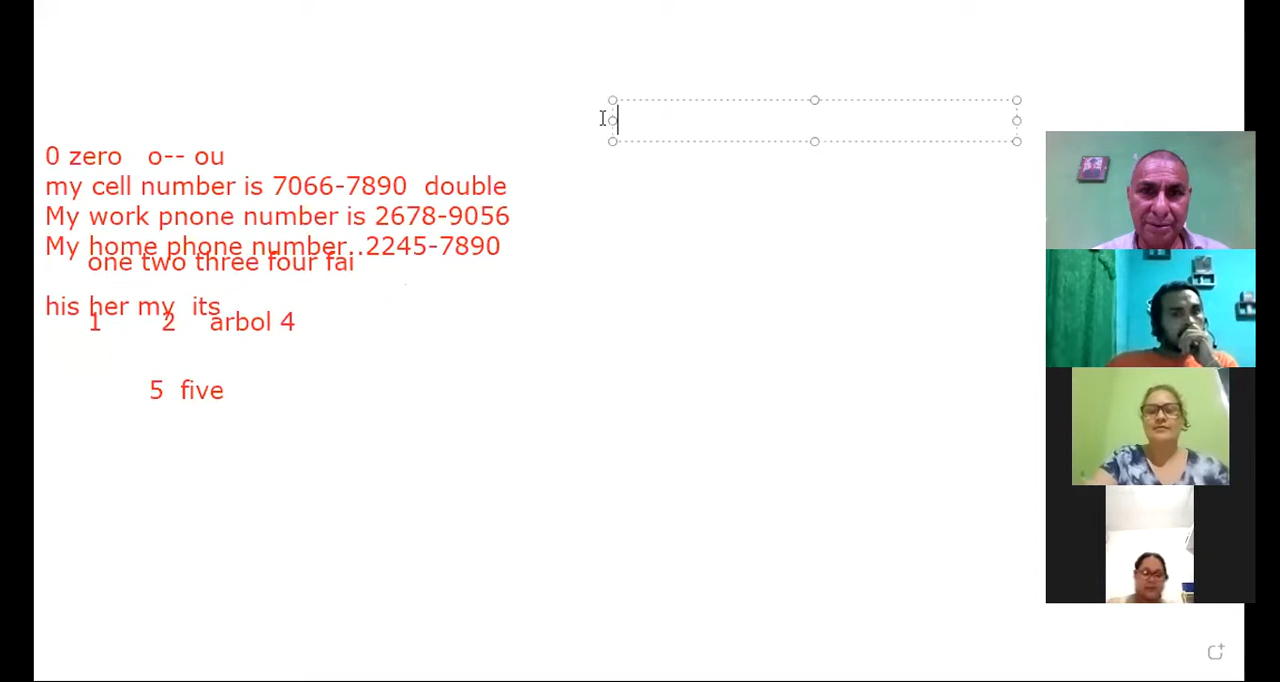 0 zero o-- ou
my cell number is 7066-7890 double
My work pnone number is 2678-9056
My home phone number..2245-7890
one two three four fai
his her my its
1 2 arbol 4
5 five